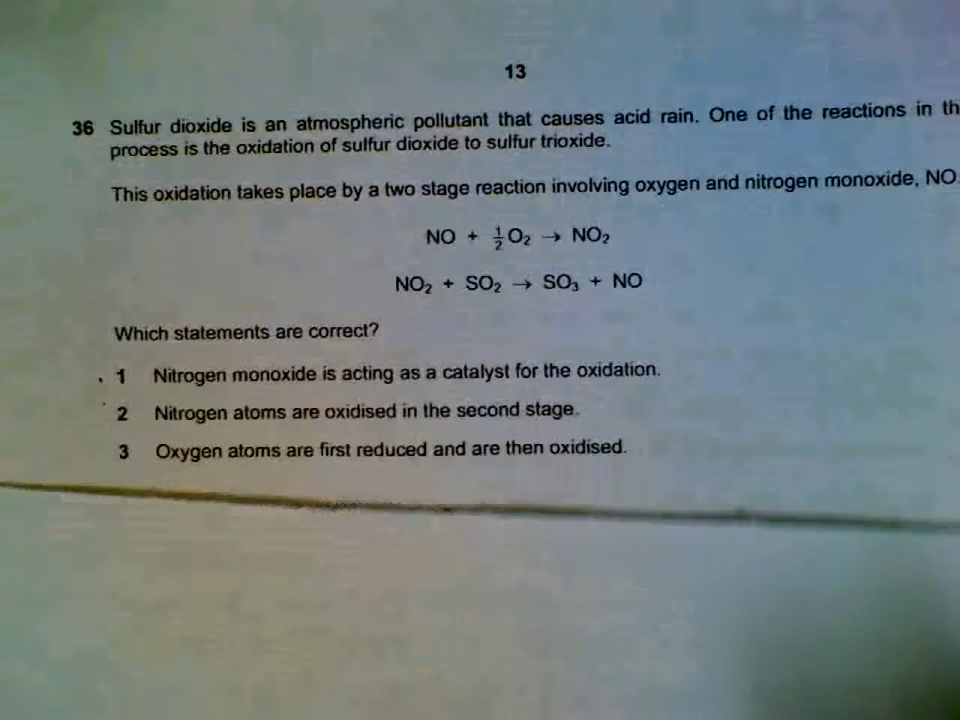 13
36 Sulfur dioxide is an atmospheric pollutant that causes acid rain. One of the reactions in th
process is the oxidation of sulfur dioxide to sulfur trioxide.
This oxidation takes place by a two stage reaction involving oxygen and nitrogen monoxide, NO.
NO + ½O₂ → NO₂
NO₂ + SO₂ → SO₃ + NO
Which statements are correct?
1 Nitrogen monoxide is acting as a catalyst for the oxidation.
2 Nitrogen atoms are oxidised in the second stage.
3 Oxygen atoms are first reduced and are then oxidised.